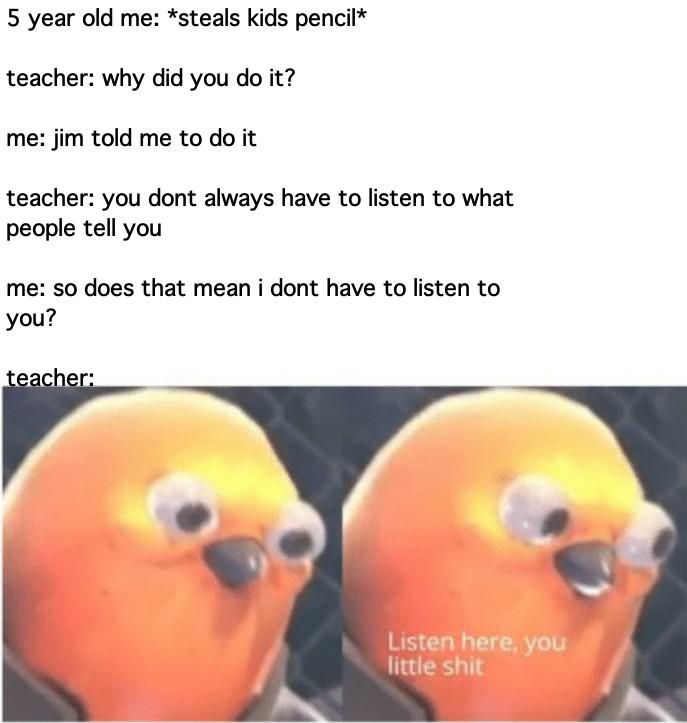 5 year old me: *steals kids pencil*
teacher: why did you do it?
me: jim told me to do it
teacher: you dont always have to listen to what
people tell you
me: so does that mean i dont have to listen to
you?
teacher:
Listen here, you
little shit